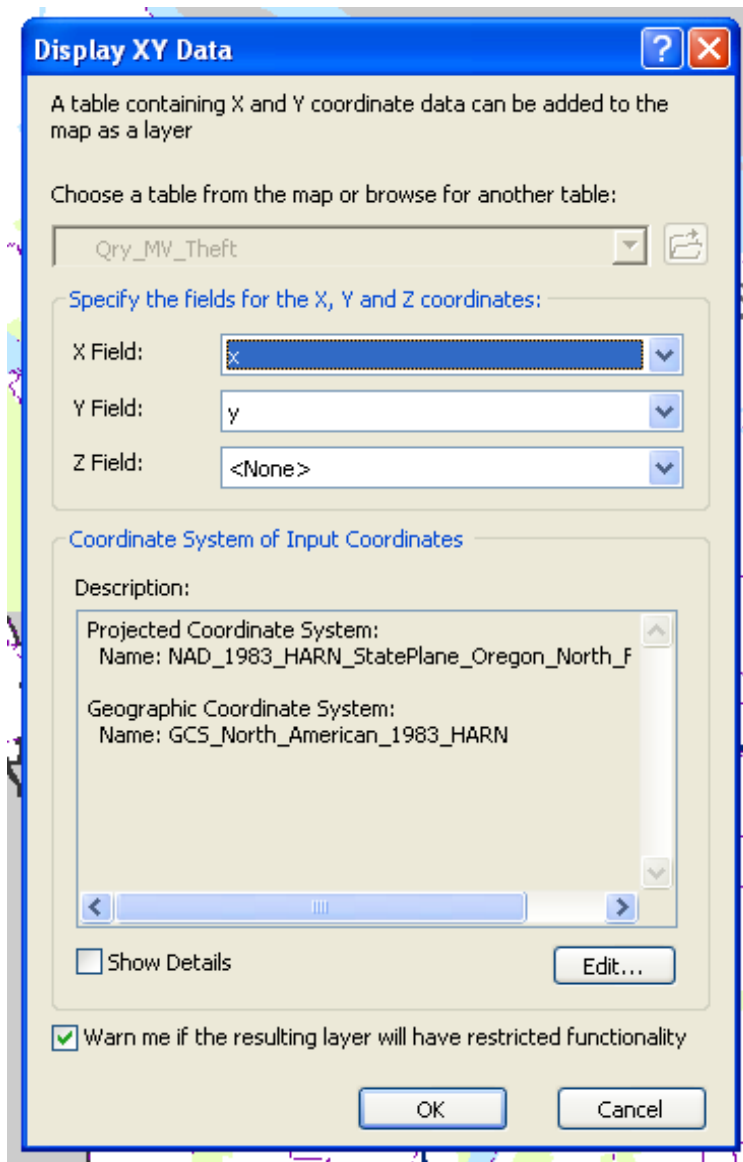 Display XY Data
A table containing X and Y coordinate data can be added to the
map as a layer
Choose a table from the map or browse for another table:
Qry_MV_Theft
Specify the fields for the X, Y and Z coordinates:
X Field:
x
Y Field:
y
Z Field:
<None>
Coordinate System of Input Coordinates
Description:
Projected Coordinate System:
Name: NAD_1983_HARN_StatePlane_Oregon_North_F
Geographic Coordinate System:
Name: GCS_North_American_1983_HARN
Show Details
Edit...
Warn me if the resulting layer will have restricted functionality
OK
Cancel